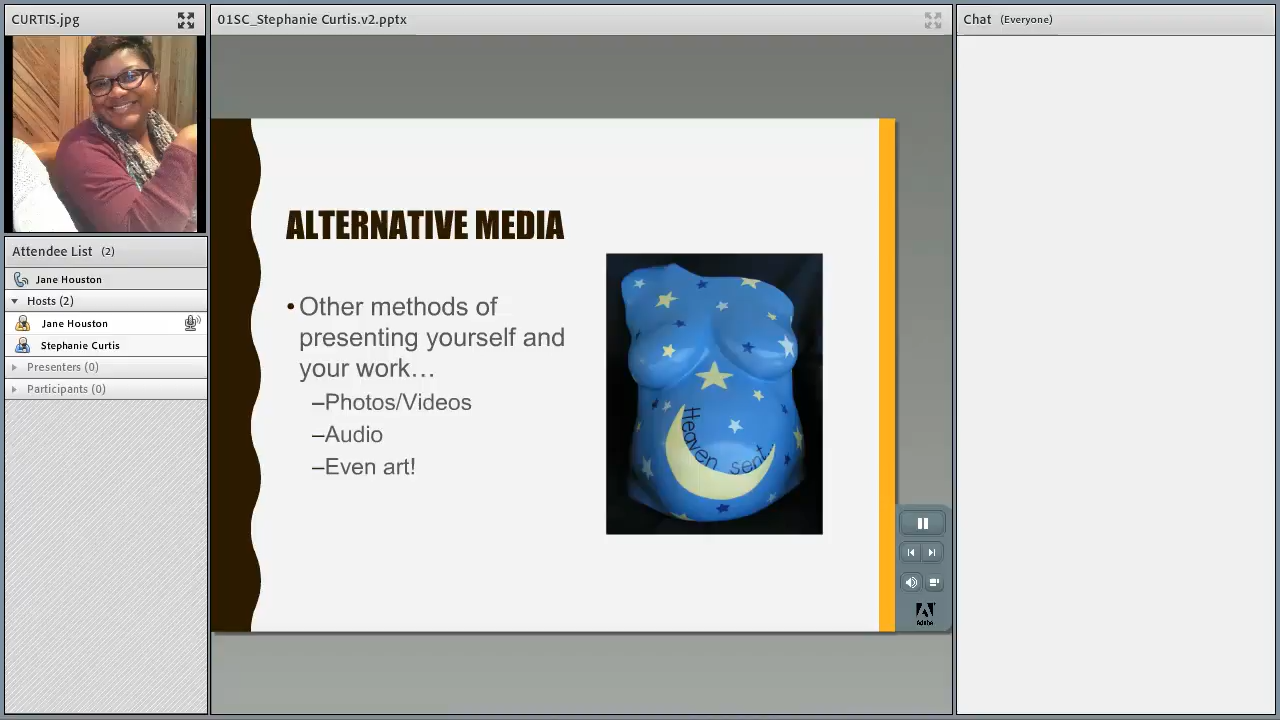 CURTIS.jpg
01SC_Stephanie Curtis.v2.pptx
Chat (Everyone)
Attendee List (2)
Jane Houston
Hosts (2)
Jane Houston
Stephanie Curtis
Presenters (0)
Participants (0)
ALTERNATIVE MEDIA
•Other methods of
presenting yourself and
your work…
–Photos/Videos
–Audio
–Even art!
Heaven sent...
Adobe